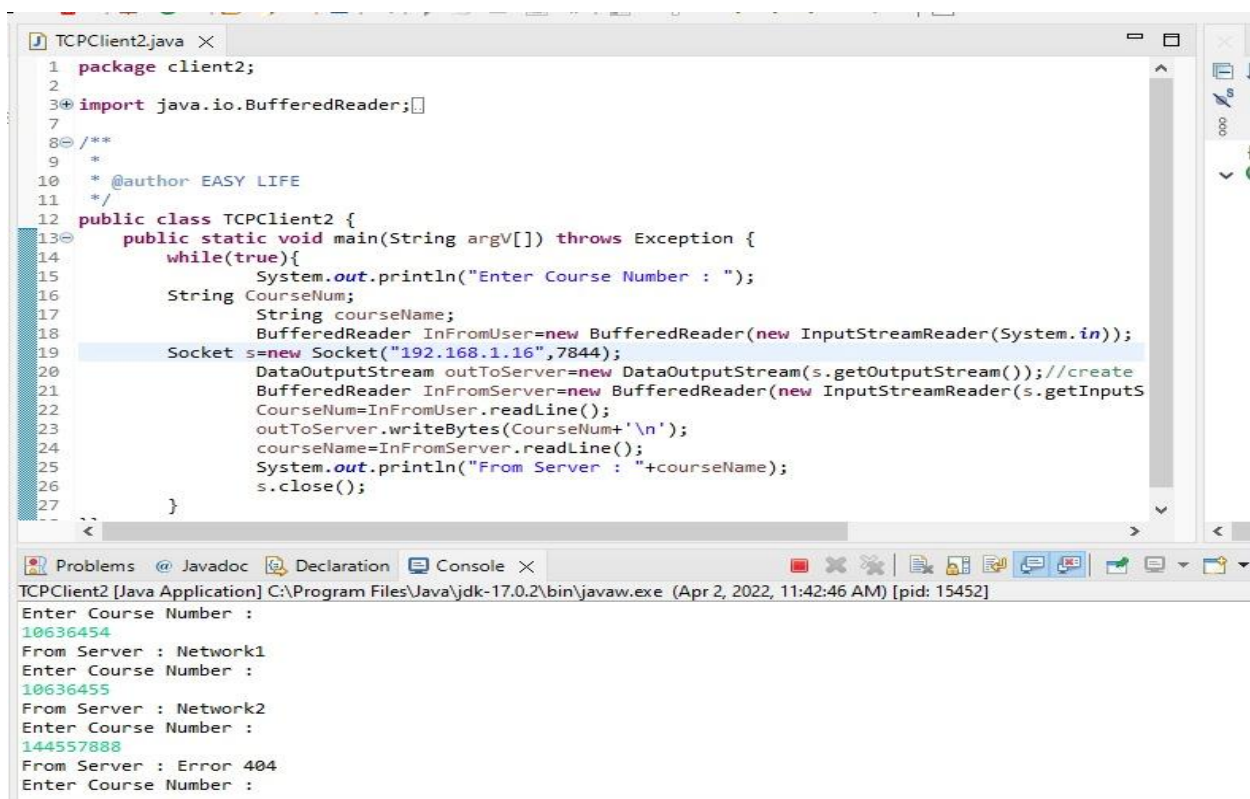 TCPClient2.java
1 package client2;
2
3 import java.io.BufferedReader;
7
8 /**
9 *
10 * @author EASY LIFE
11 */
12 public class TCPClient2 {
13 public static void main(String argV[]) throws Exception {
14 while(true){
15 System.out.println("Enter Course Number : ");
16 String CourseNum;
17 String courseName;
18 BufferedReader InFromUser=new BufferedReader(new InputStreamReader(System.in));
19 Socket s=new Socket("192.168.1.16",7844);
20 DataOutputStream outToServer=new DataOutputStream(s.getOutputStream());//create
21 BufferedReader InFromServer=new BufferedReader(new InputStreamReader(s.getInputS
22 CourseNum=InFromUser.readLine();
23 outToServer.writeBytes(CourseNum+'\n');
24 courseName=InFromServer.readLine();
25 System.out.println("From Server : "+courseName);
26 s.close();
27 }
Problems @ Javadoc Declaration Console
TCPClient2 [Java Application] C:\Program Files\Java\jdk-17.0.2\bin\javaw.exe (Apr 2, 2022, 11:42:46 AM) [pid: 15452]
Enter Course Number :
10636454
From Server : Network1
Enter Course Number :
10636455
From Server : Network2
Enter Course Number :
144557888
From Server : Error 404
Enter Course Number :